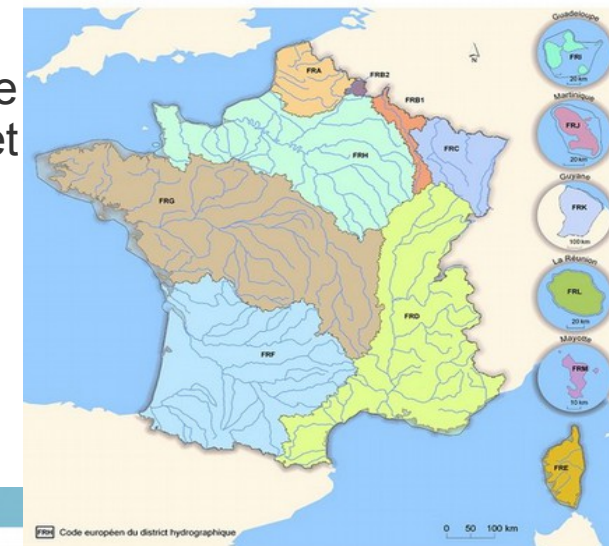 e
et
FRA
FRB2
FRB1
FRH
FRC
FRG
FRD
FRF
N
Guadeloupe
FRI
20 km
Martinique
FRJ
20 km
Guyane
FRK
100 km
La Réunion
FRL
20 km
Mayotte
FRM
10 km
FRE
FRH Code européen du district hydrographique
0 50 100 km